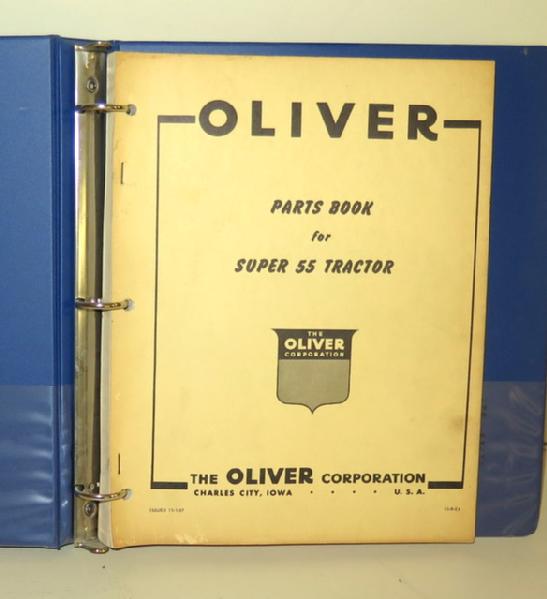 OLIVER
PARTS BOOK
for
SUPER 55 TRACTOR
THE
OLIVER
CORPORATION
THE OLIVER CORPORATION
CHARLES CITY, IOWA • • • • U. S. A.